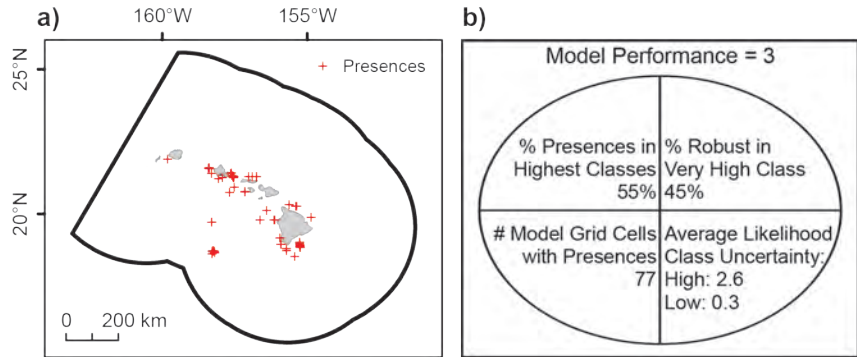 a)
160°W
155°W
25°N
20°N
Presences
0
200 km
b)
Model Performance = 3
% Presences in
Highest Classes
55%
% Robust in
Very High Class
45%
# Model Grid Cells
with Presences
77
Average Likelihood
Class Uncertainty:
High: 2.6
Low: 0.3